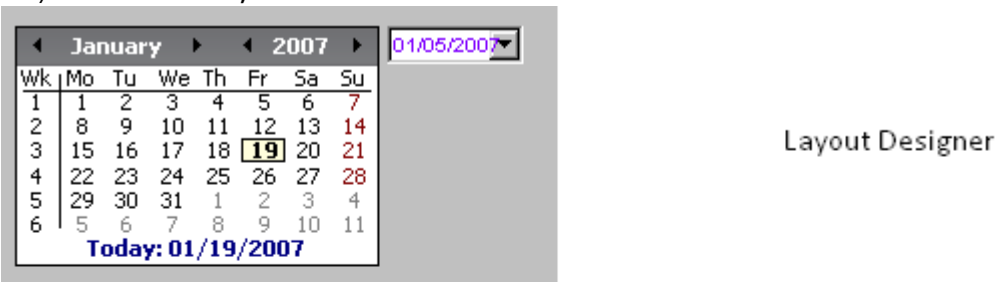 January 2007 01/05/2007
Wk Mo Tu We Th Fr Sa Su
1 1 2 3 4 5 6 7
2 8 9 10 11 12 13 14
3 15 16 17 18 19 20 21
Layout Designer
4 22 23 24 25 26 27 28
5 29 30 31 1 2 3 4
6 5 6 7 8 9 10 11
Today: 01/19/2007